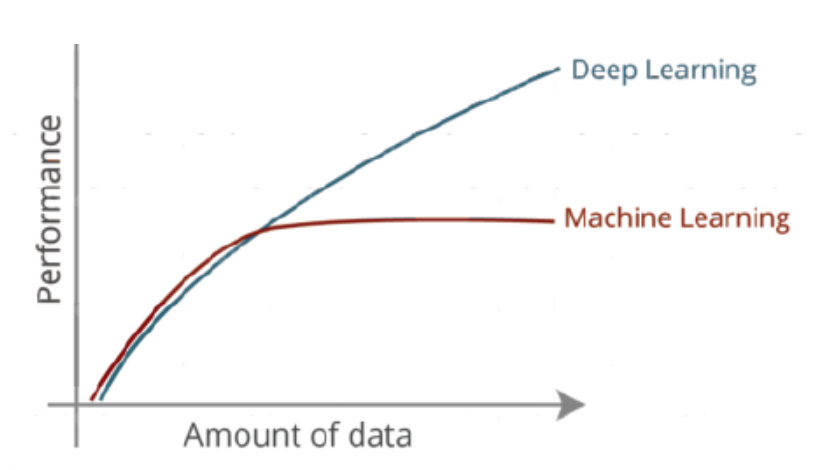 Deep Learning
Performance
Machine Learning
Amount of data